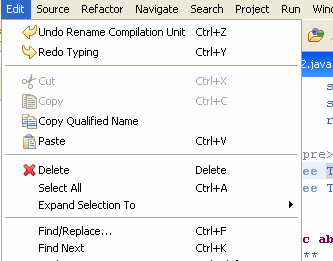 Edit Source Refactor Navigate Search Project Run Wind
Undo Rename Compilation Unit Ctrl+Z
Redo Typing Ctrl+Y
2.java
Cut Ctrl+X
Copy Ctrl+C
Copy Qualified Name
Paste Ctrl+V
pre>
Delete Delete
ee T
Select All Ctrl+A
ee T
Expand Selection To
Find/Replace... Ctrl+F
c ab
Find Next Ctrl+K
**